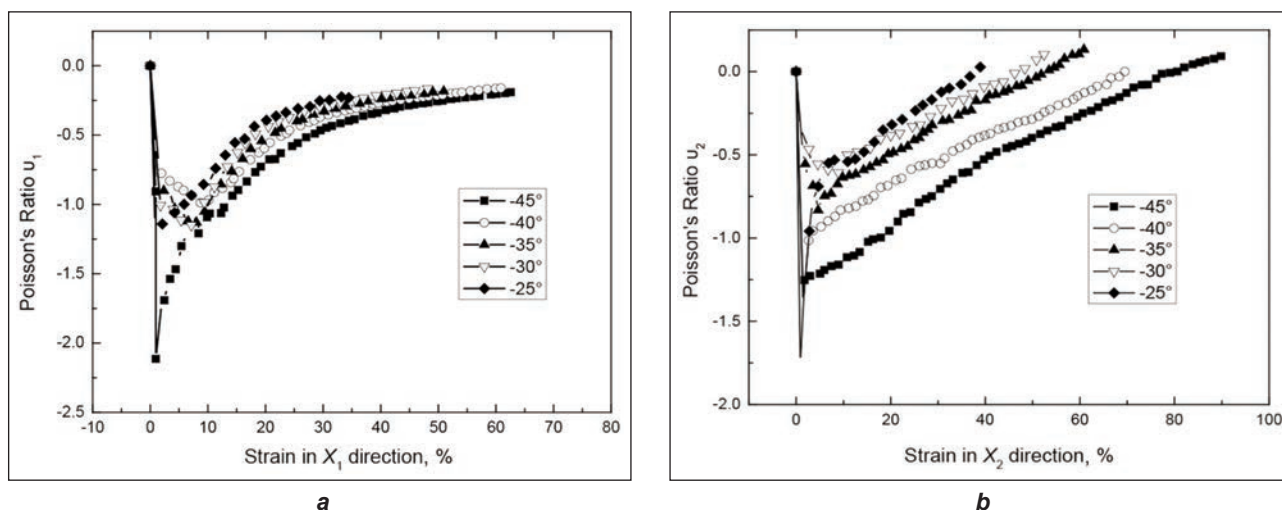 0.0
-0.5
-1.0
-1.5
-2.0
-2.5
Poisson's Ratio υ₁
-45°
-40°
-35°
-30°
-25°
-10 0 10 20 30 40 50 60 70 80
Strain in X₁ direction, %
a
0.0
-0.5
-1.0
-1.5
-2.0
Poisson's Ratio υ₂
-45°
-40°
-35°
-30°
-25°
-20 0 20 40 60 80 100
Strain in X₂ direction, %
b